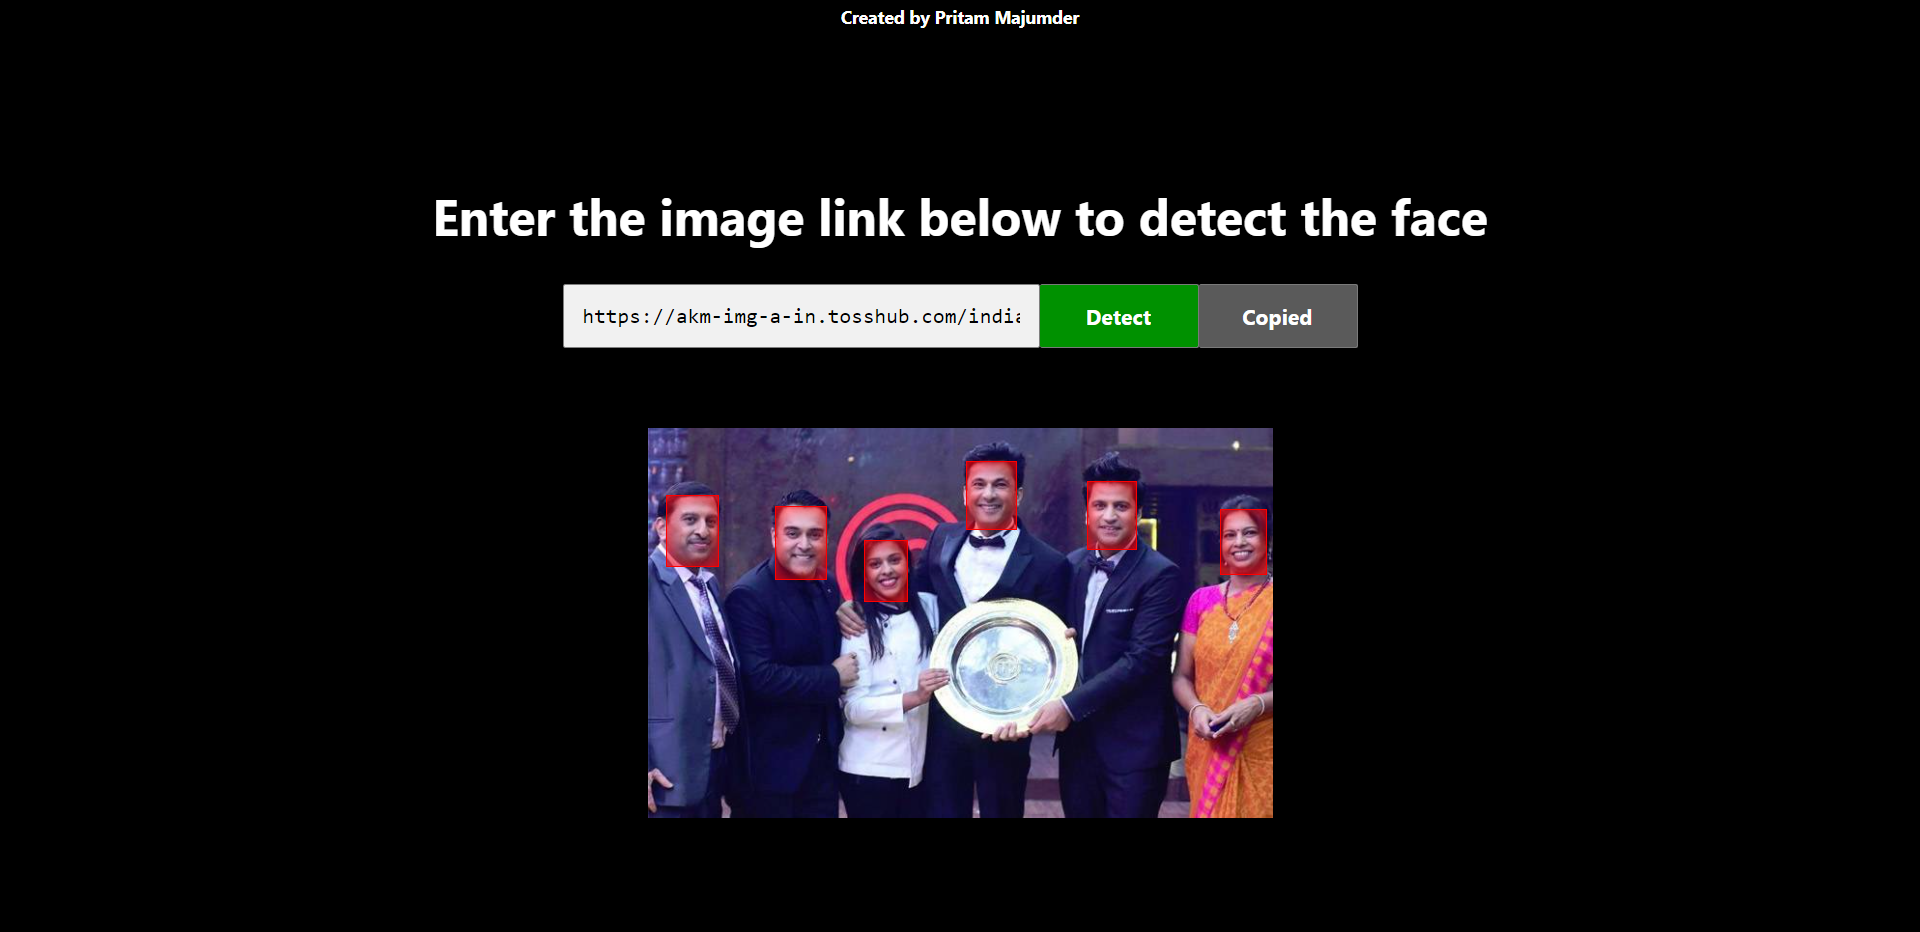 Created by Pritam Majumder
Enter the image link below to detect the face
https://akm-img-a-in.tosshub.com/india
Detect
Copied